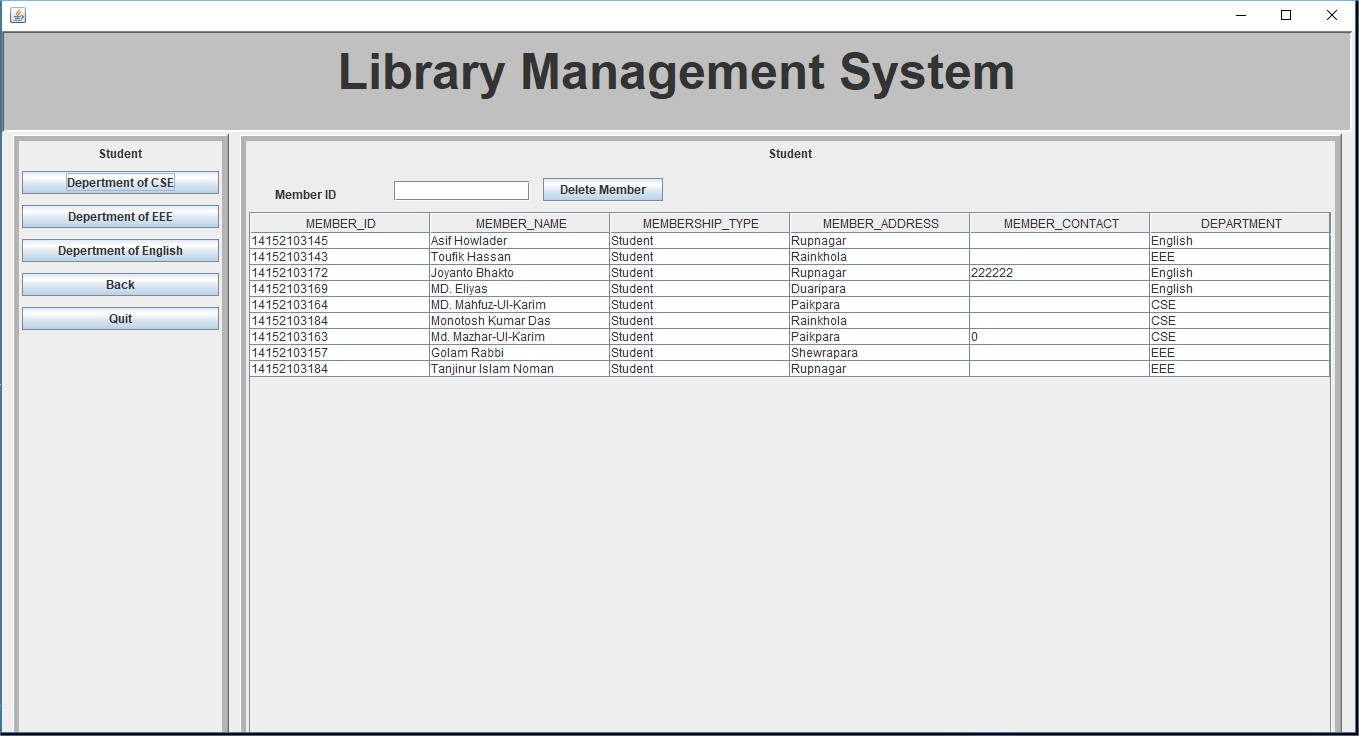 Library Management System
Student
Depertment of CSE
Depertment of EEE
Depertment of English
Back
Quit
Student
Member ID Delete Member
MEMBER_ID MEMBER_NAME MEMBERSHIP_TYPE MEMBER_ADDRESS MEMBER_CONTACT DEPARTMENT
14152103145 Asif Howlader Student Rupnagar English
14152103143 Toufik Hassan Student Rainkhola EEE
14152103172 Joyanto Bhakto Student Rupnagar 222222 English
14152103169 MD. Eliyas Student Duaripara English
14152103164 MD. Mahfuz-Ul-Karim Student Paikpara CSE
14152103184 Monotosh Kumar Das Student Rainkhola CSE
14152103163 Md. Mazhar-Ul-Karim Student Paikpara 0 CSE
14152103157 Golam Rabbi Student Shewrapara EEE
14152103184 Tanjinur Islam Noman Student Rupnagar EEE